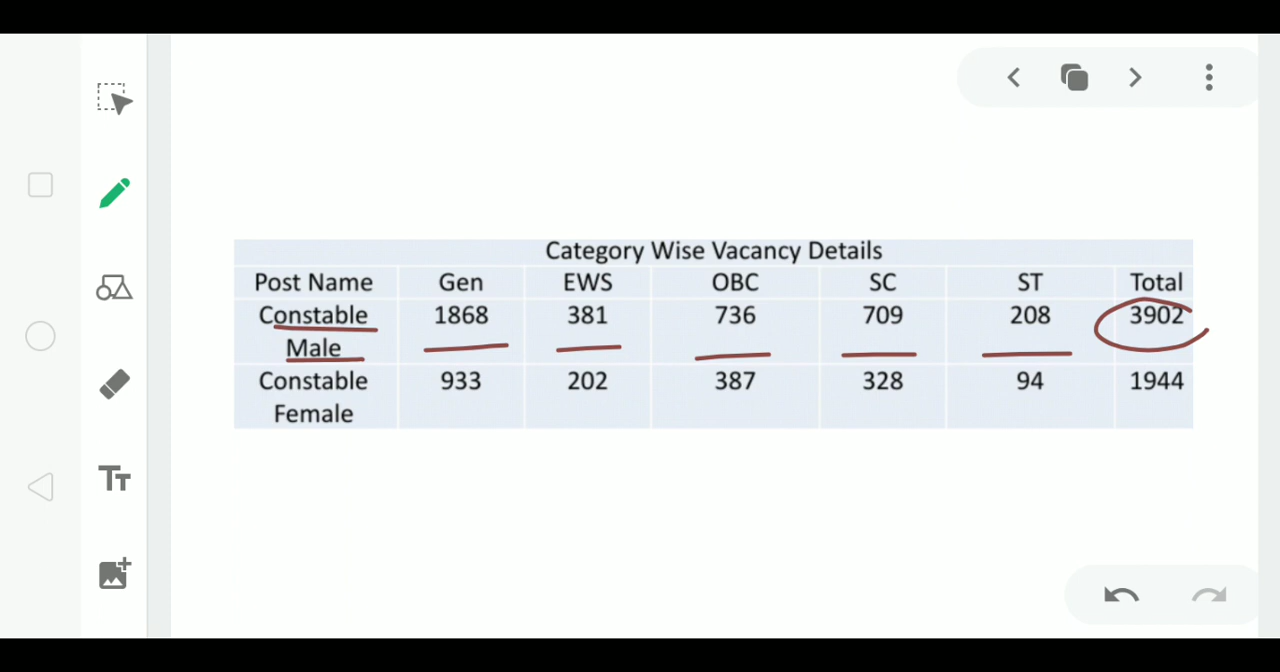 Category Wise Vacancy Details
Post Name Gen EWS OBC SC ST Total
Constable Male 1868 381 736 709 208 3902
Constable Female 933 202 387 328 94 1944
TT